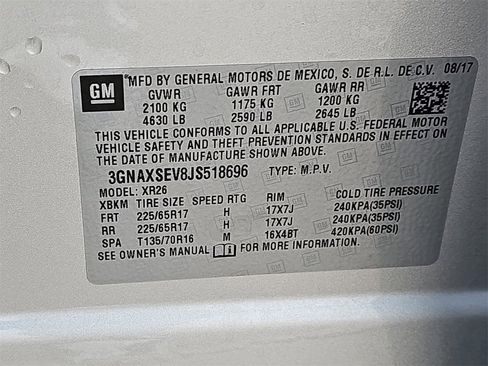 GM MFD BY GENERAL MOTORS DE MEXICO, S. DE R.L. DE C.V. 08/17
GVWR GAWR FRT GAWR RR
2100 KG 1175 KG 1200 KG
4630 LB 2590 LB 2645 LB
THIS VEHICLE CONFORMS TO ALL APPLICABLE U.S. FEDERAL MOTOR
VEHICLE SAFETY AND THEFT PREVENTION STANDARDS IN EFFECT ON
THE DATE OF MANUFACTURE SHOWN ABOVE.
3GNAXSEV8JS518696 TYPE: M.P.V.
MODEL: XR26
XBKM TIRE SIZE SPEED RTG RIM COLD TIRE PRESSURE
FRT 225/65R17 H 17X7J 240KPA(35PSI)
RR 225/65R17 H 17X7J 240KPA(35PSI)
SPA T135/70R16 M 16X4BT 420KPA(60PSI)
SEE OWNER'S MANUAL FOR MORE INFORMATION